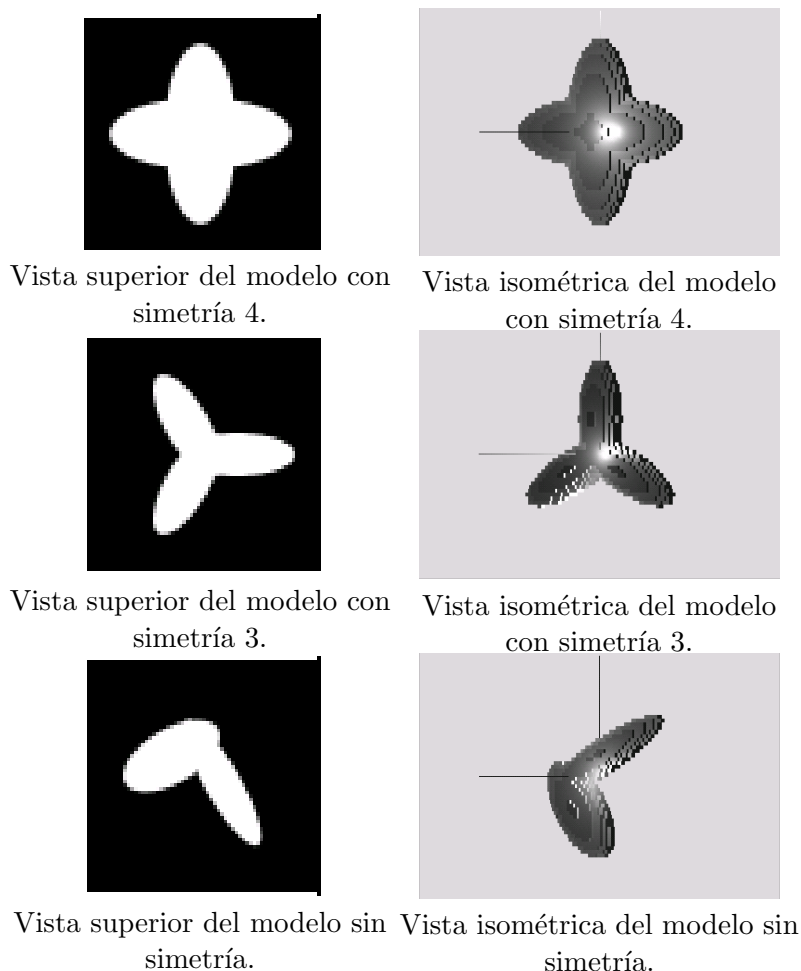 Vista superior del modelo con
simetría 4.
Vista isométrica del modelo
con simetría 4.
Vista superior del modelo con
simetría 3.
Vista isométrica del modelo
con simetría 3.
Vista superior del modelo sin
simetría.
Vista isométrica del modelo sin
simetría.